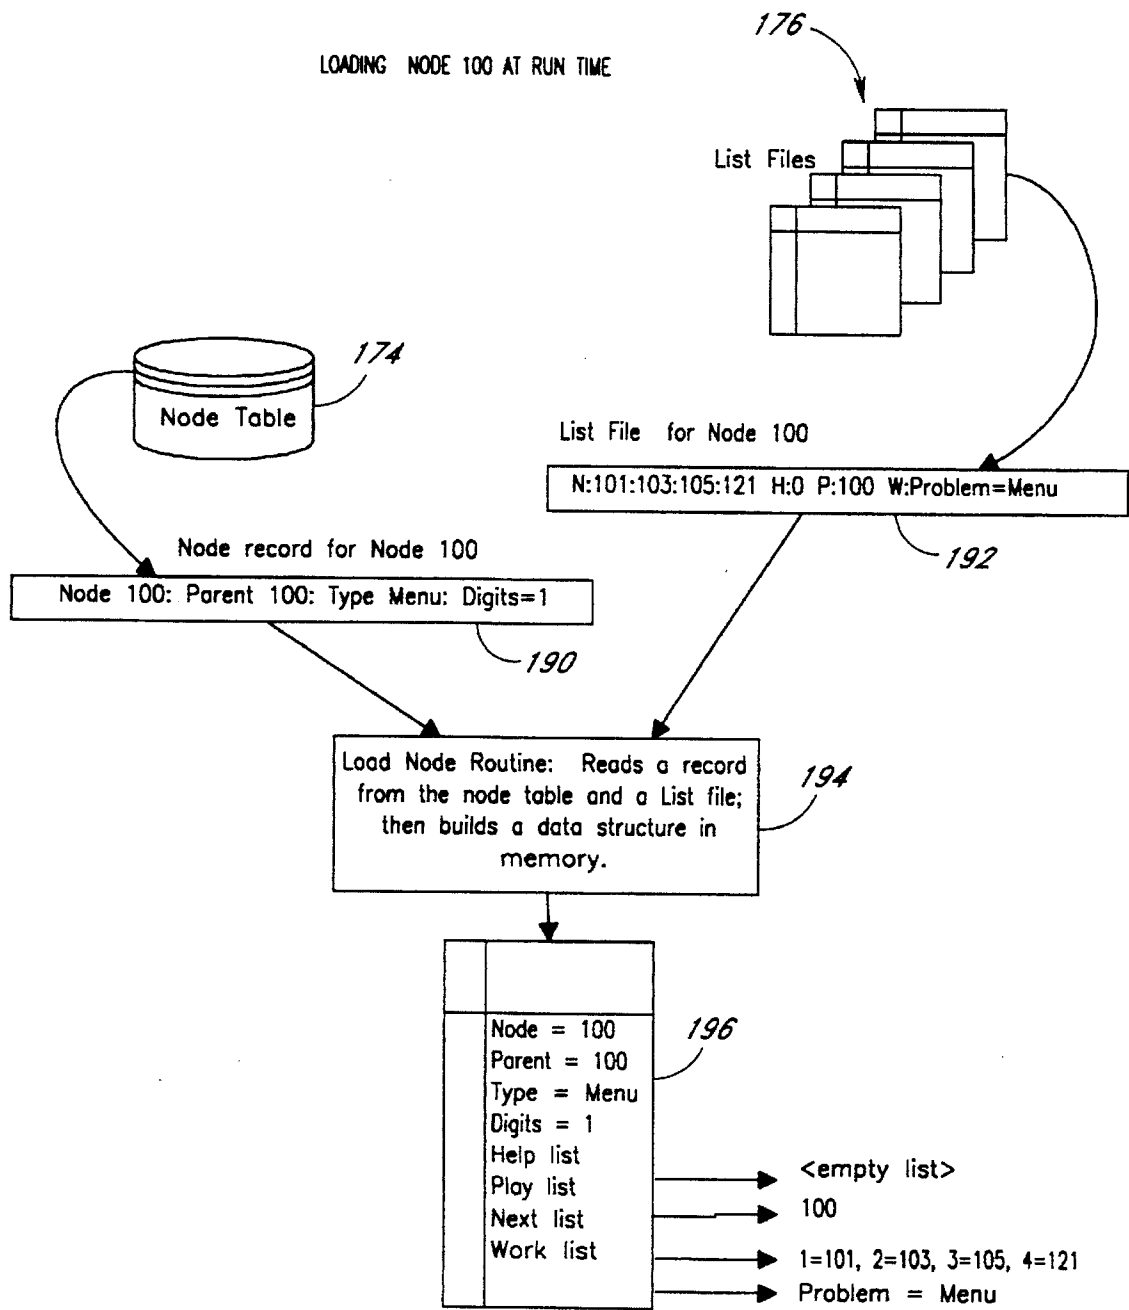 176
LOADING NODE 100 AT RUN TIME
List Files
174
Node Table
List File for Node 100
N:101:103:105:121 H:0 P:100 W:Problem=Menu
192
Node record for Node 100
Node 100: Parent 100: Type Menu: Digits=1
190
Load Node Routine: Reads a record
from the node table and a List file;
then builds a data structure in
memory.
194
Node = 100
196
Parent = 100
Type = Menu
Digits = 1
Help list
<empty list>
Play list
100
Next list
Work list
1=101, 2=103, 3=105, 4=121
Problem = Menu